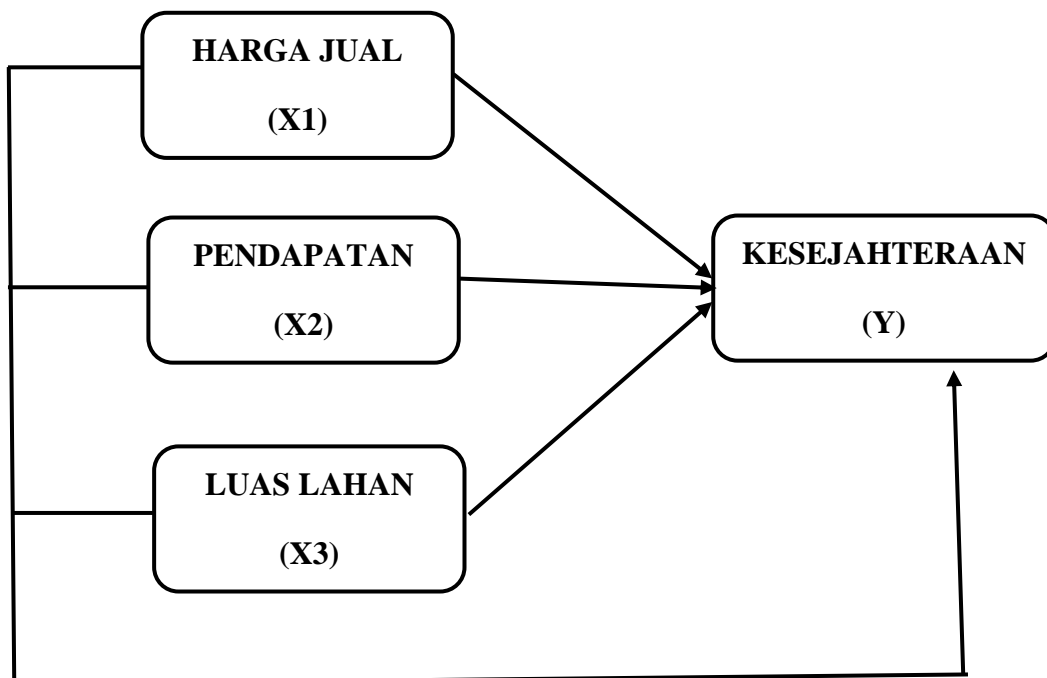 HARGA JUAL
(X1)
PENDAPATAN
(X2)
KESEJAHTERAAN
(Y)
LUAS LAHAN
(X3)